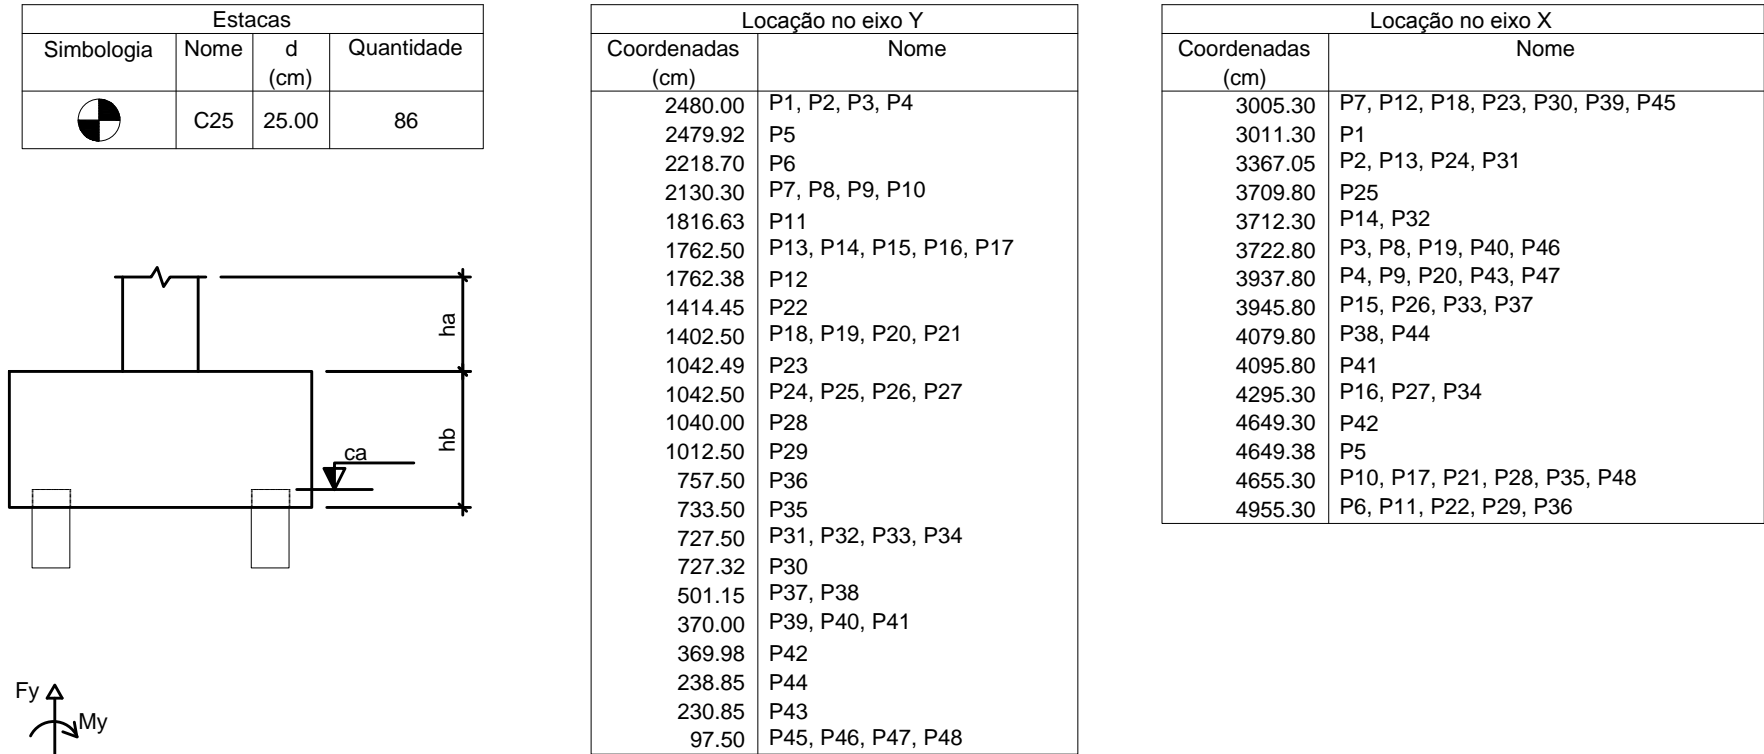 Estacas
Simbologia Nome d (cm) Quantidade
C25 25.00 86
ha
hb
ca
Fy
My
Locação no eixo Y
Coordenadas (cm) Nome
2480.00 P1, P2, P3, P4
2479.92 P5
2218.70 P6
2130.30 P7, P8, P9, P10
1816.63 P11
1762.50 P13, P14, P15, P16, P17
1762.38 P12
1414.45 P22
1402.50 P18, P19, P20, P21
1042.49 P23
1042.50 P24, P25, P26, P27
1040.00 P28
1012.50 P29
757.50 P36
733.50 P35
727.50 P31, P32, P33, P34
727.32 P30
501.15 P37, P38
370.00 P39, P40, P41
369.98 P42
238.85 P44
230.85 P43
97.50 P45, P46, P47, P48
Locação no eixo X
Coordenadas (cm) Nome
3005.30 P7, P12, P18, P23, P30, P39, P45
3011.30 P1
3367.05 P2, P13, P24, P31
3709.80 P25
3712.30 P14, P32
3722.80 P3, P8, P19, P40, P46
3937.80 P4, P9, P20, P43, P47
3945.80 P15, P26, P33, P37
4079.80 P38, P44
4095.80 P41
4295.30 P16, P27, P34
4649.30 P42
4649.38 P5
4655.30 P10, P17, P21, P28, P35, P48
4955.30 P6, P11, P22, P29, P36